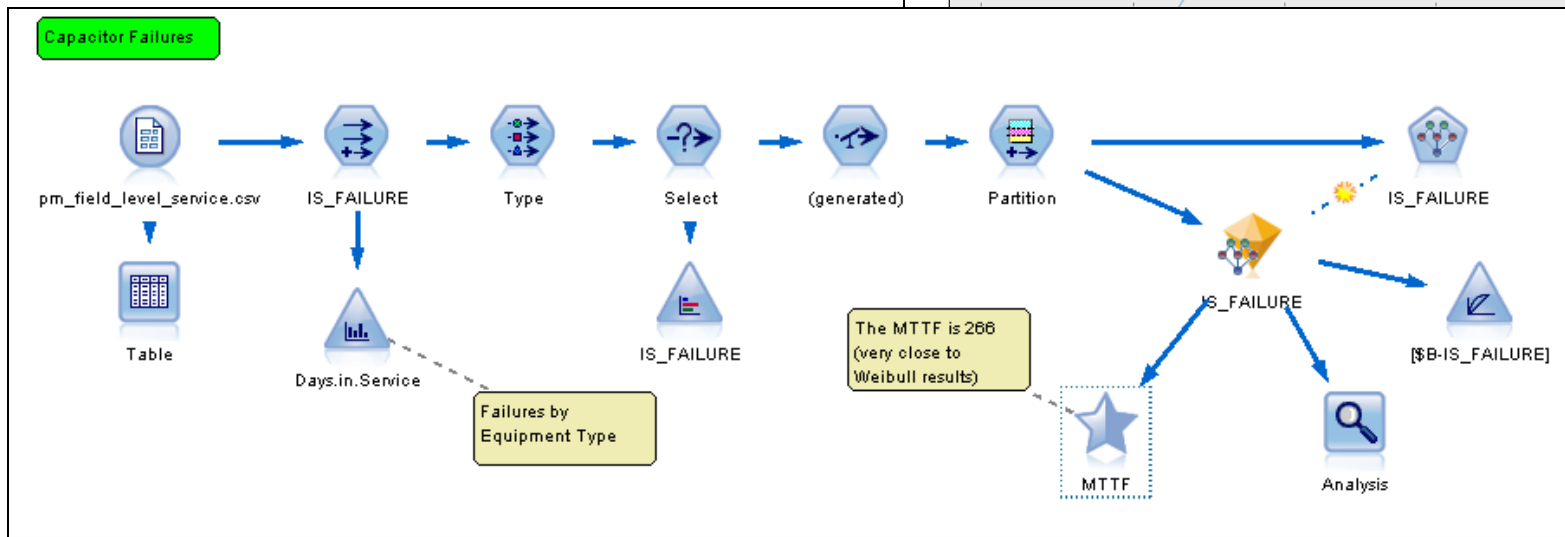 Capacitor Failures
pm_field_level_service.csv
IS_FAILURE
Type
Select
(generated)
Partition
IS_FAILURE
Table
Days.in.Service
IS_FAILURE
IS_FAILURE
[$B-IS_FAILURE]
Failures by
Equipment Type
The MTTF is 266
(very close to
Weibull results)
MTTF
Analysis